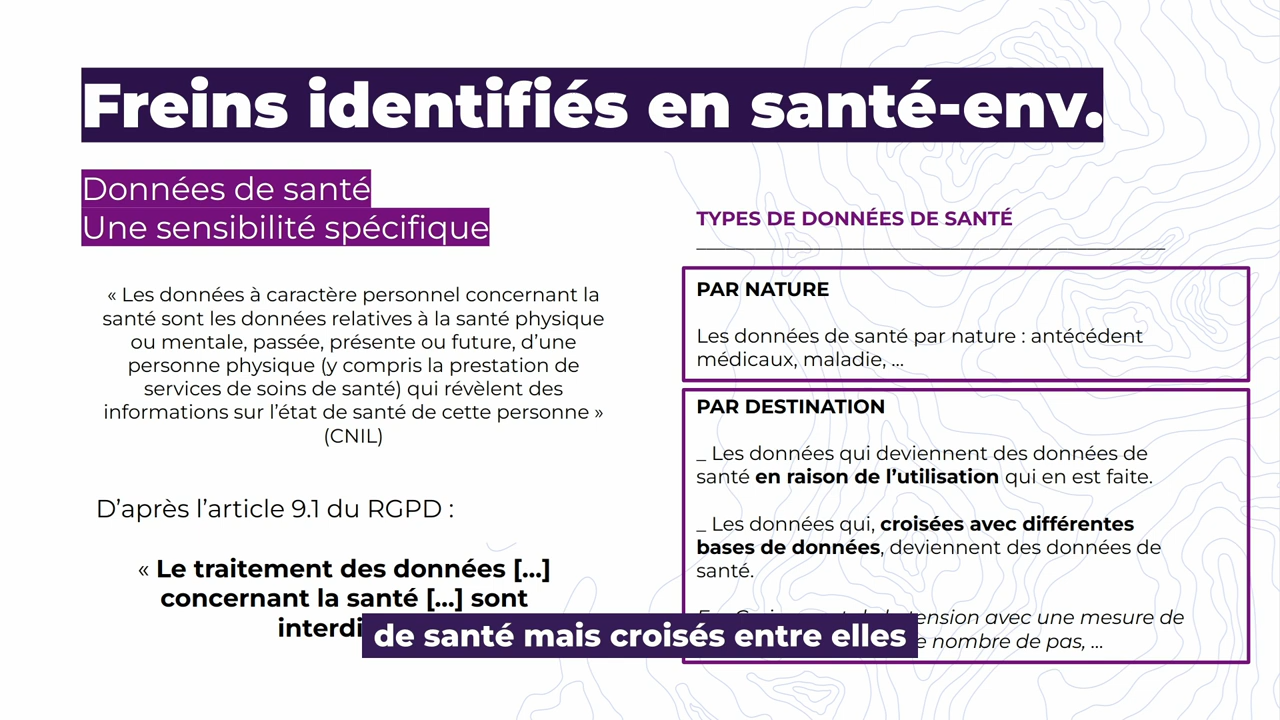 Freins identifiés en santé-env.
Données de santé
Une sensibilité spécifique
« Les données à caractère personnel concernant la
santé sont les données relatives à la santé physique
ou mentale, passée, présente ou future, d’une
personne physique (y compris la prestation de
services de soins de santé) qui révèlent des
informations sur l’état de santé de cette personne »
(CNIL)
D’après l’article 9.1 du RGPD :
« Le traitement des données [...]
concernant la santé [...] sont
interdi
TYPES DE DONNÉES DE SANTÉ
PAR NATURE
Les données de santé par nature : antécédent
médicaux, maladie, ...
PAR DESTINATION
_ Les données qui deviennent des données de
santé en raison de l’utilisation qui en est faite.
_ Les données qui, croisées avec différentes
bases de données, deviennent des données de
santé.
tension avec une mesure de
nombre de pas, ...
de santé mais croisés entre elles